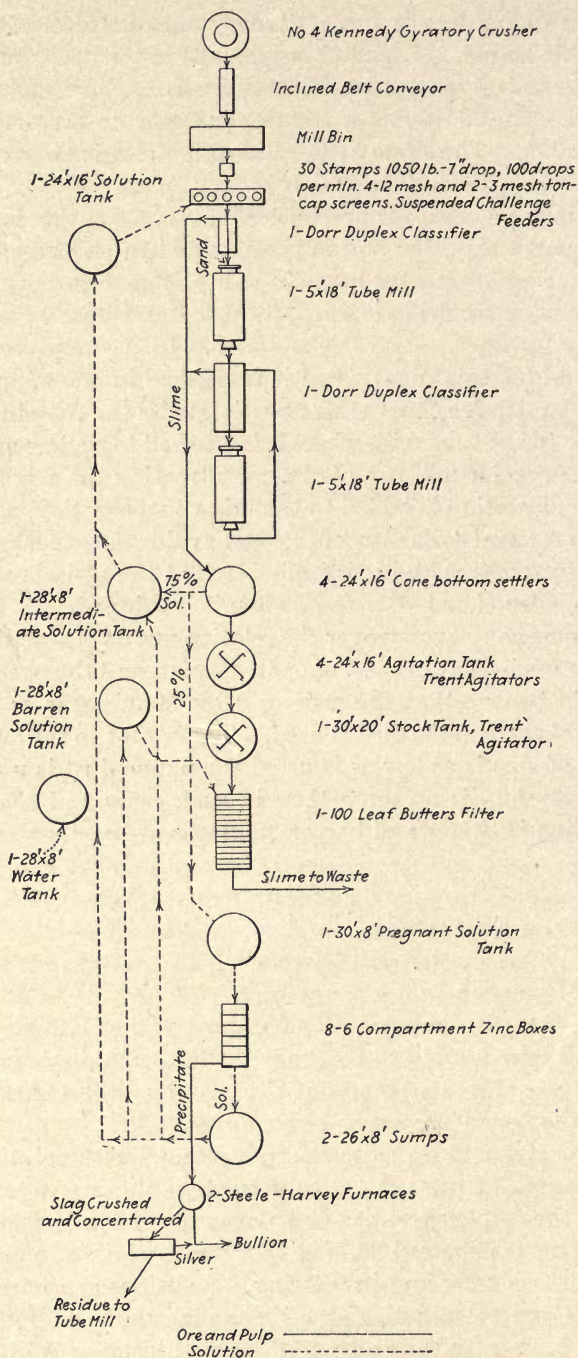 No 4 Kennedy Gyratory Crusher
Inclined Belt Conveyor
Mill Bin
30 Stamps 1050 lb.-7" drop, 100 drops
per min. 4-12 mesh and 2-3 mesh ton-
cap screens. Suspended Challenge
Feeders
1-24'x16' Solution
Tank
1-Dorr Duplex Classifier
Sand
1-5'x18' Tube Mill
Slime
1-Dorr Duplex Classifier
1-5'x18' Tube Mill
75%
Sol.
4-24'x16' Cone bottom settlers
1-28'x8'
Intermedi-
ate Solution Tank
25%
4-24'x16' Agitation Tank
Trent Agitators
1-28'x8'
Barren
Solution
Tank
1-30'x20' Stock Tank, Trent
Agitator.
1-100 Leaf Butters Filter
1-28'x8'
Water
Tank
Slime to Waste
1-30'x8' Pregnant Solution
Tank
8-6 Compartment Zinc Boxes
Precipitate
Sol.
2-26'x8' Sumps
2-Steele-Harvey Furnaces
Slag Crushed
and Concentrated
Bullion
Silver
Residue to
Tube Mill
Ore and Pulp
Solution